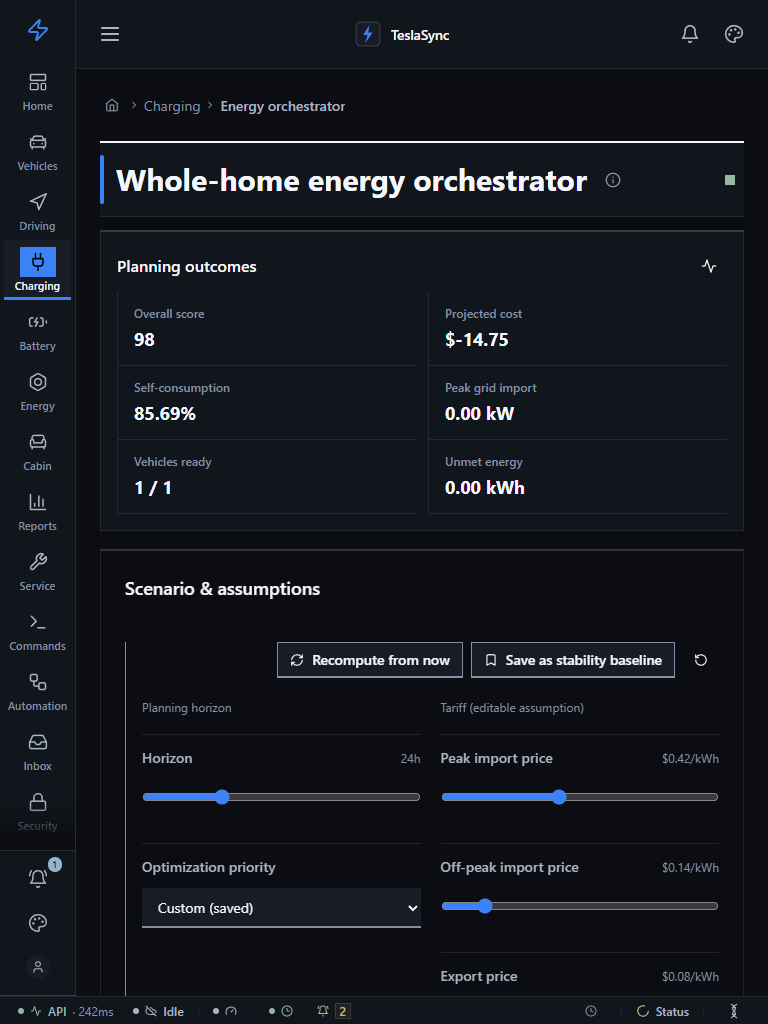 TeslaSync
Home
Vehicles
Driving
Charging
Battery
Energy
Cabin
Reports
Service
Commands
Automation
Inbox
Security
1
Charging
Energy orchestrator
Whole-home energy orchestrator
Planning outcomes
Overall score
98
Projected cost
$-14.75
Self-consumption
85.69%
Peak grid import
0.00 kW
Vehicles ready
1 / 1
Unmet energy
0.00 kWh
Scenario & assumptions
Recompute from now
Save as stability baseline
Planning horizon
Horizon 24h
Optimization priority
Custom (saved)
Tariff (editable assumption)
Peak import price $0.42/kWh
Off-peak import price $0.14/kWh
Export price $0.08/kWh
API · 242ms
Idle
2
Status